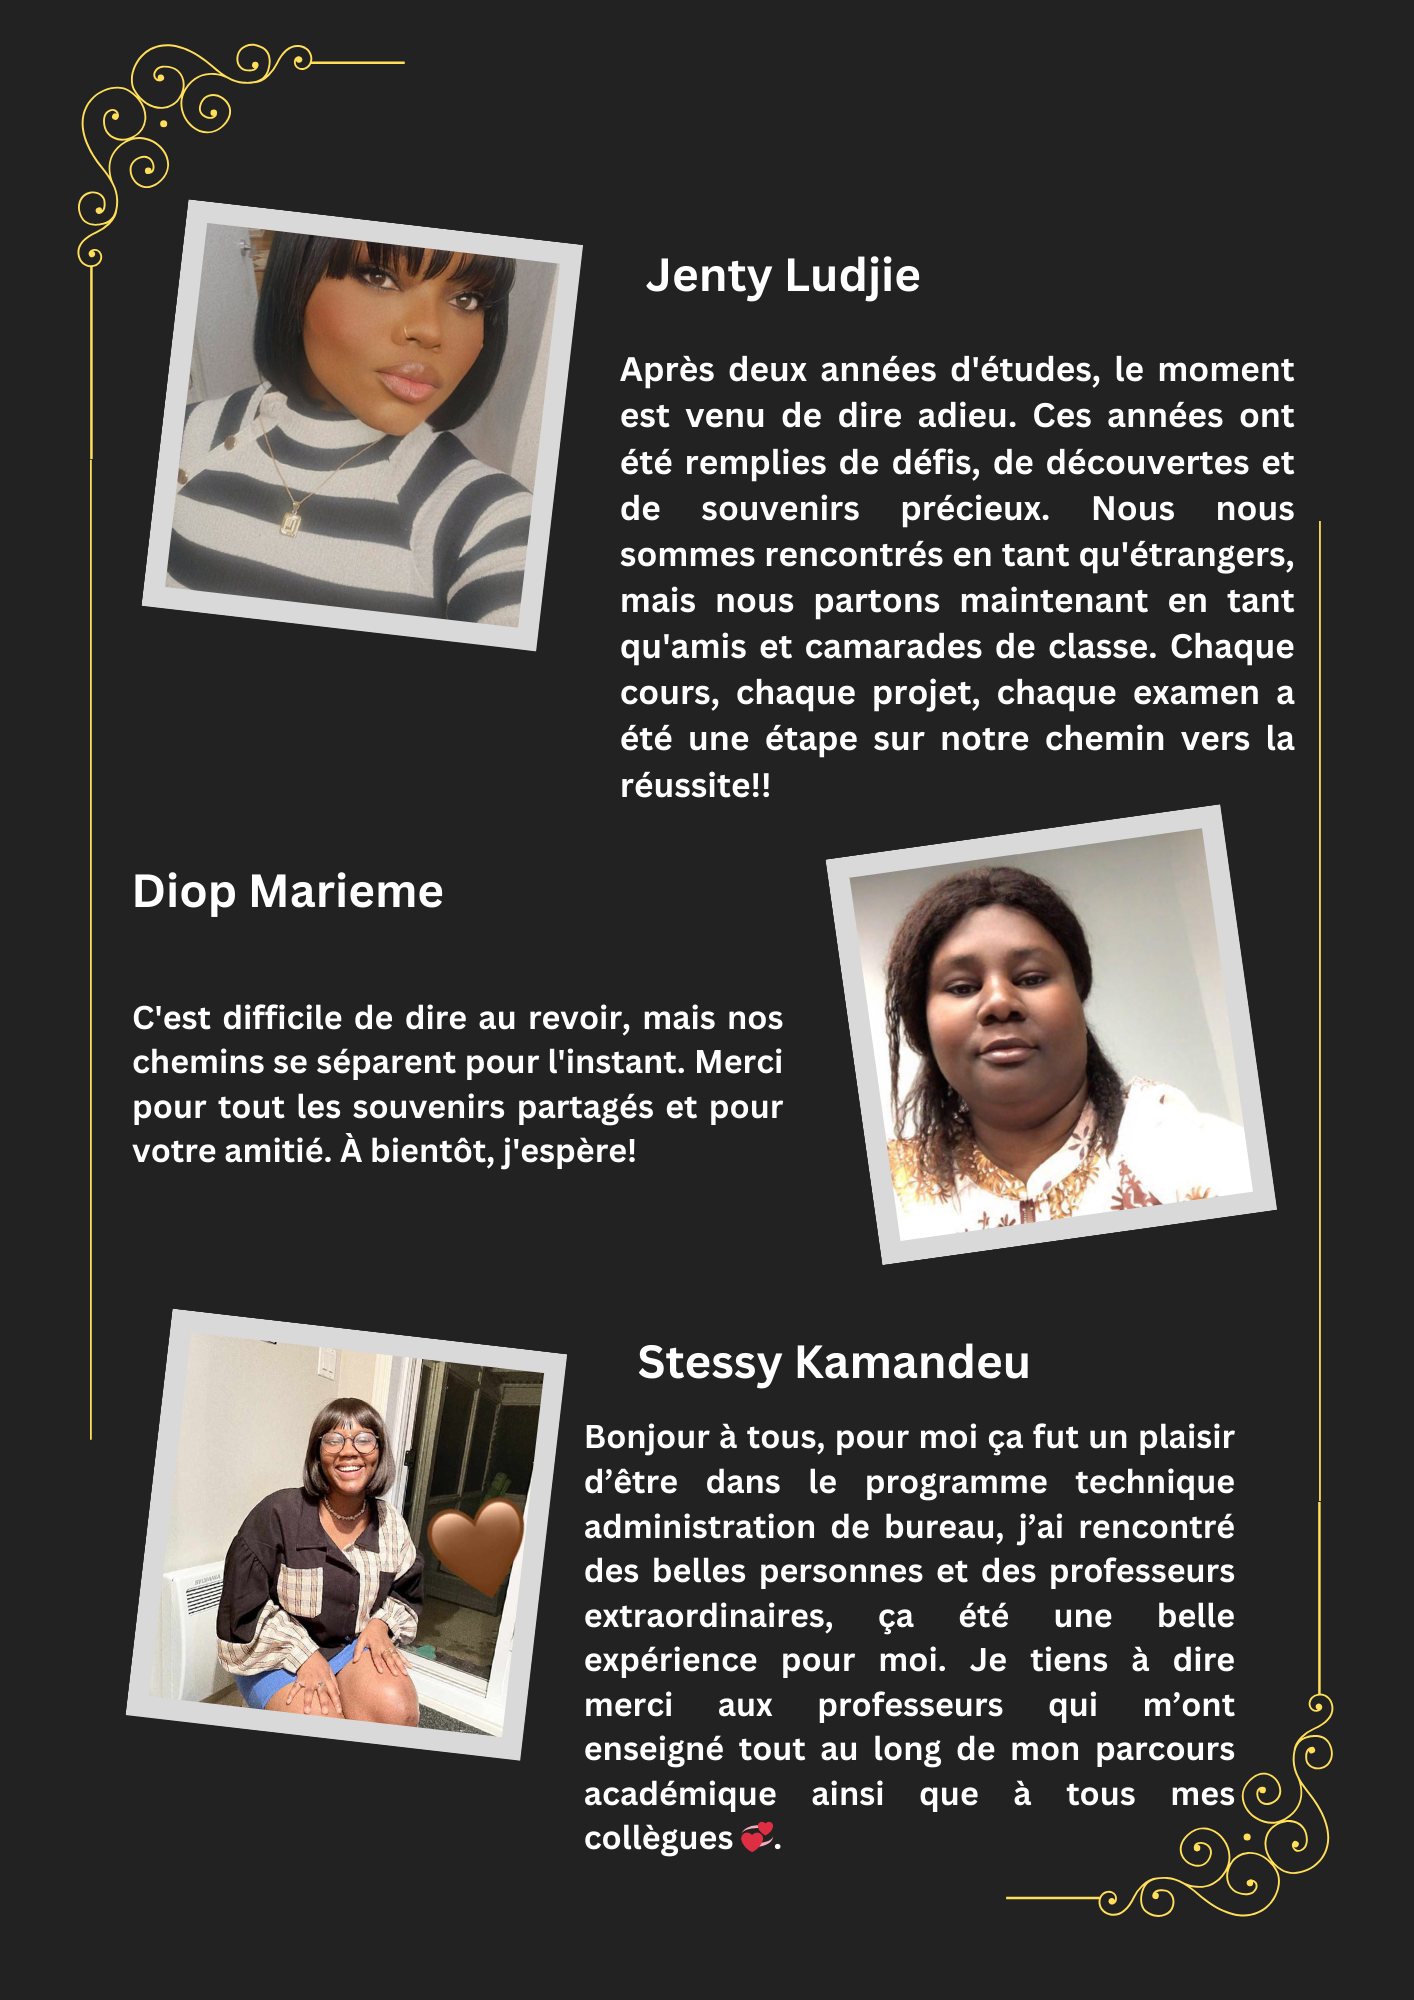 Jenty Ludjie
Après deux années d'études, le moment
est venu de dire adieu. Ces années ont
été remplies de défis, de découvertes et
de souvenirs précieux. Nous nous
sommes rencontrés en tant qu'étrangers,
mais nous partons maintenant en tant
qu'amis et camarades de classe. Chaque
cours, chaque projet, chaque examen a
été une étape sur notre chemin vers la
réussite!!
Diop Marieme
C'est difficile de dire au revoir, mais nos
chemins se séparent pour l'instant. Merci
pour tout les souvenirs partagés et pour
votre amitié. À bientôt, j'espère!
Stessy Kamandeu
Bonjour à tous, pour moi ça fut un plaisir
d’être dans le programme technique
administration de bureau, j’ai rencontré
des belles personnes et des professeurs
extraordinaires, ça été une belle
expérience pour moi. Je tiens à dire
merci aux professeurs qui m’ont
enseigné tout au long de mon parcours
académique ainsi que à tous mes
collègues 💞.